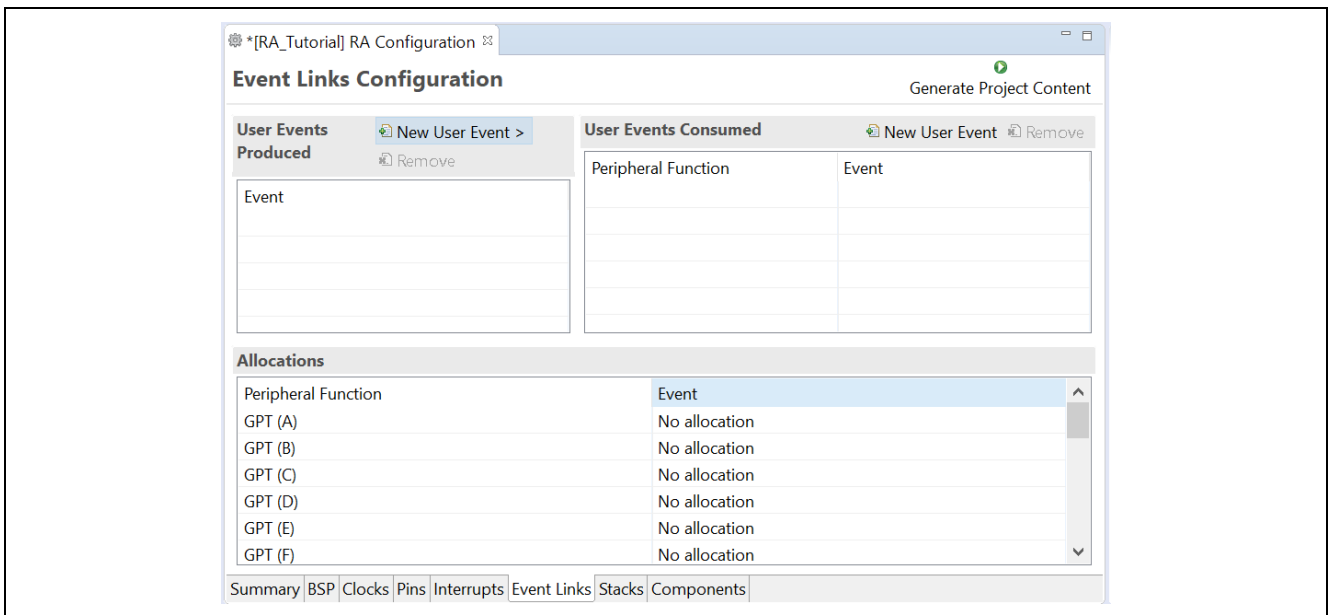 *[RA_Tutorial] RA Configuration
Event Links Configuration
Generate Project Content
User Events Produced
New User Event >
Remove
Event
User Events Consumed
New User Event
Remove
Peripheral Function Event
Allocations
Peripheral Function Event
GPT (A) No allocation
GPT (B) No allocation
GPT (C) No allocation
GPT (D) No allocation
GPT (E) No allocation
GPT (F) No allocation
Summary BSP Clocks Pins Interrupts Event Links Stacks Components